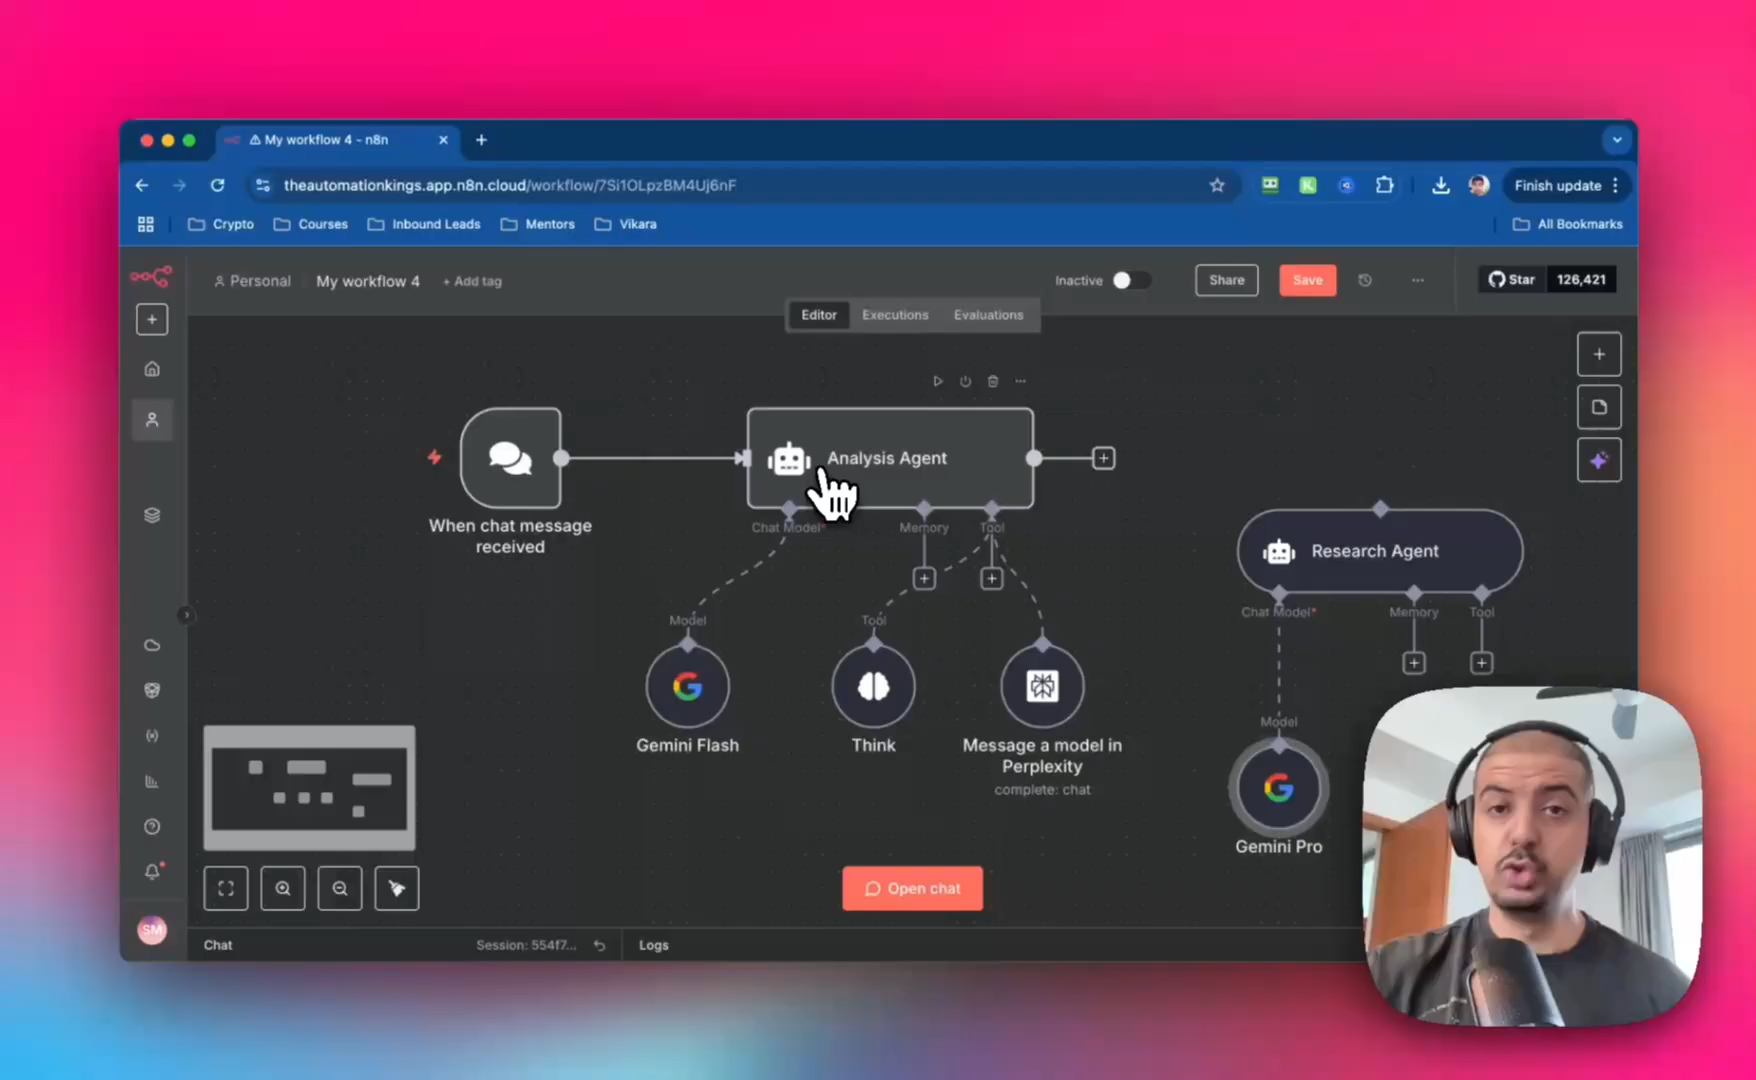 My workflow 4 - n8n
theautomationkings.app.n8n.cloud/workflow/7Si1OLpzBM4Uj6nF
Finish update
Crypto
Courses
Inbound Leads
Mentors
Vikara
All Bookmarks
Personal
My workflow 4
+ Add tag
Inactive
Share
Save
Star
126,421
Editor
Executions
Evaluations
Analysis Agent
When chat message
received
Chat Model*
Memory
Tool
Research Agent
Chat Model*
Memory
Tool
Model
Tool
Gemini Flash
Think
Message a model in
Perplexity
complete: chat
Model
Gemini Pro
Open chat
SM
Chat
Session: 554f7...
Logs